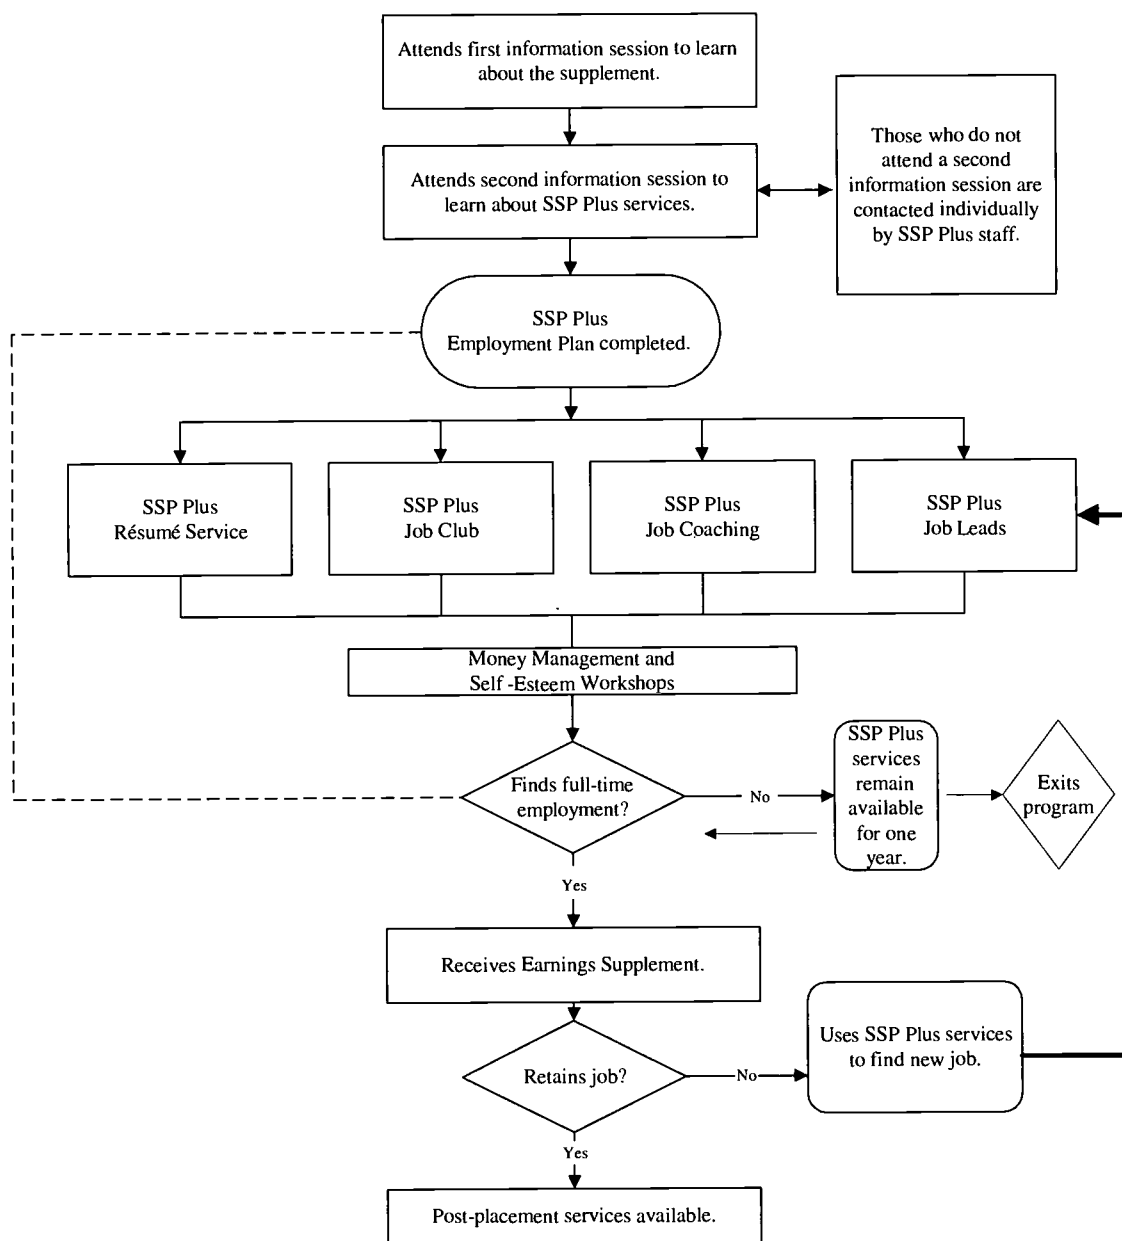 Attends first information session to learn
about the supplement.
Those who do not
attend a second
information session are
contacted individually
by SSP Plus staff.
Attends second information session to
learn about SSP Plus services.
SSP Plus
Employment Plan completed.
SSP Plus
Résumé Service
SSP Plus
Job Club
SSP Plus
Job Coaching
SSP Plus
Job Leads
Money Management and
Self -Esteem Workshops
Finds full-time
employment?
No
SSP Plus
services
remain
available
for one
year.
Exits
program
Yes
Receives Earnings Supplement.
Retains job?
No
Uses SSP Plus services
to find new job.
Yes
Post-placement services available.